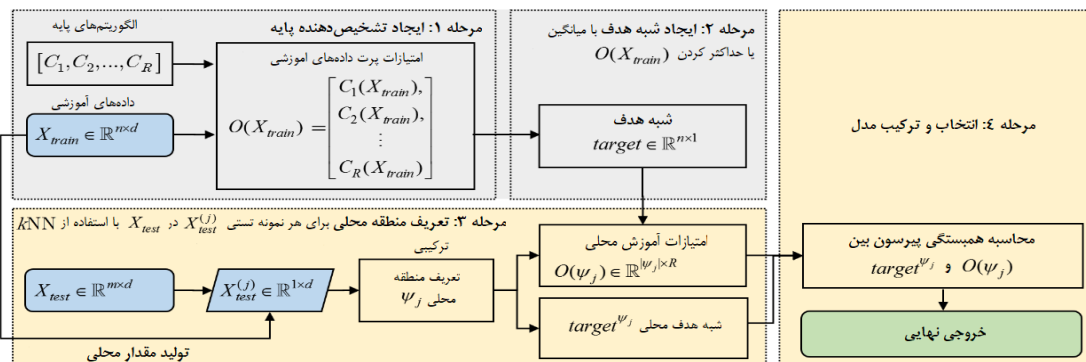 مرحله ۱: ایجاد تشخیص‌دهنده پایه
الگوریتم‌های پایه
[C_1, C_2, ..., C_R]
داده‌های آموزشی
X_train ∈ ℝ^{n×d}
امتیازات پرت داده‌های اموزشی
O(X_train) = [C_1(X_train),
C_2(X_train),
⋮
C_R(X_train)]
مرحله ۲: ایجاد شبه هدف با میانگین
یا حداکثر کردن O(X_train)
شبه هدف
target ∈ ℝ^{n×1}
مرحله ۳: تعریف منطقه محلی برای هر نمونه تستی X_test^{(j)} در X_test با استفاده از kNN
ترکیبی
X_test ∈ ℝ^{m×d}
X_test^{(j)} ∈ ℝ^{1×d}
تعریف منطقه
محلی ψ_j
امتیازات آموزش محلی
O(ψ_j) ∈ ℝ^{|ψ_j|×R}
شبه هدف محلی target^{ψ_j}
تولید مقدار محلی
مرحله ٤: انتخاب و ترکیب مدل
محاسبه همبستگی پیرسون بین
O(ψ_j) و target^{ψ_j}
خروجی نهایی